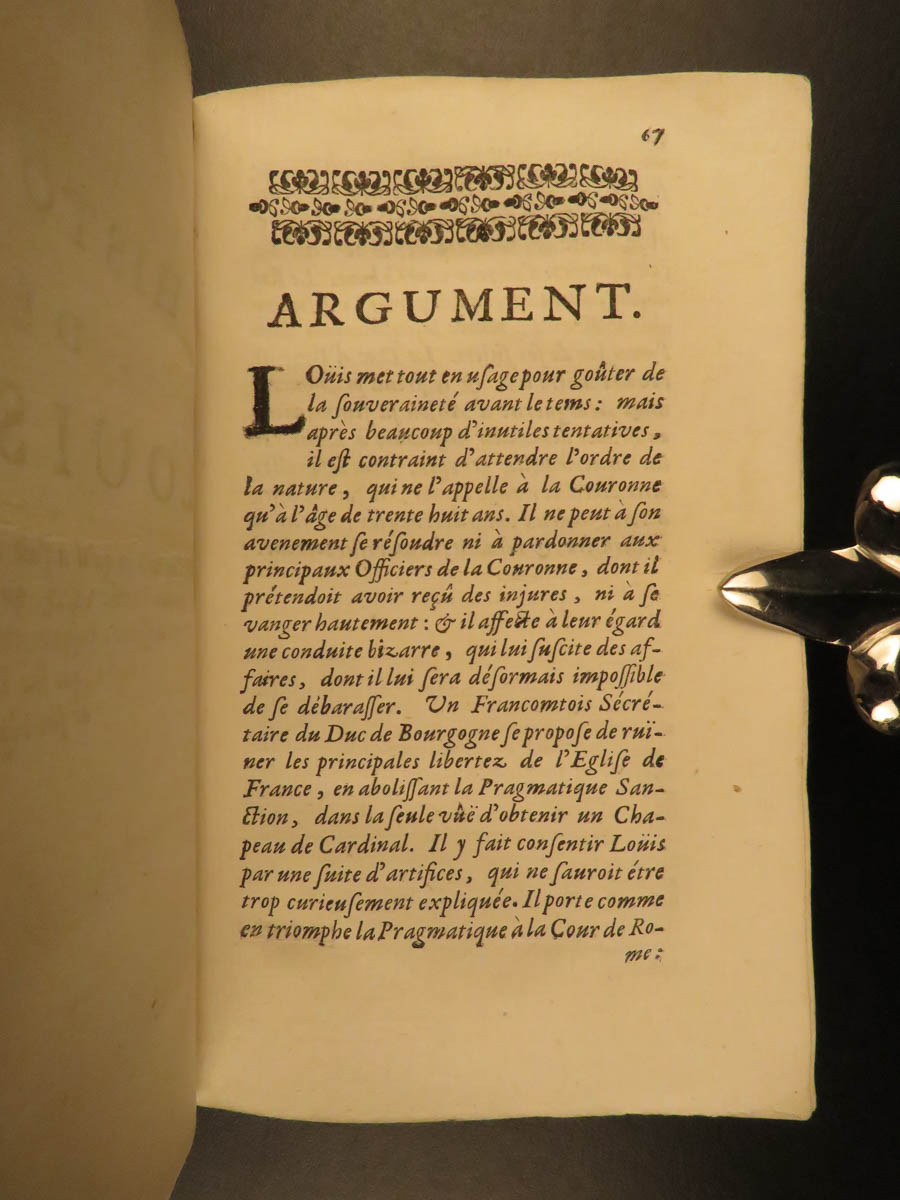 67
ARGUMENT.
LOüis met tout en uſage pour goûter de
la ſouveraineté avant le tems : mais
après beaucoup d'inutiles tentatives,
il eſt contraint d'attendre l'ordre de
la nature, qui ne l'appelle à la Couronne
qu'à l'âge de trente huit ans. Il ne peut à ſon
avenement ſe réſoudre ni à pardonner aux
principaux Officiers de la Couronne, dont il
prétendoit avoir reçû des injures, ni à ſe
vanger hautement : & il affecte à leur égard
une conduite bizarre, qui lui ſuſcite des af-
faires, dont il lui ſera déſormais impoſſible
de ſe débaraſſer. Un Francomtois Sécré-
taire du Duc de Bourgogne ſe propoſe de ruï-
ner les principales libertez de l'Egliſe de
France, en aboliſſant la Pragmatique San-
ction, dans la ſeule vûë d'obtenir un Cha-
peau de Cardinal. Il y fait conſentir Loüis
par une ſuite d'artifices, qui ne ſauroit étre
trop curieuſement expliquée. Il porte comme
en triomphe la Pragmatique à la Cour de Ro-
me :